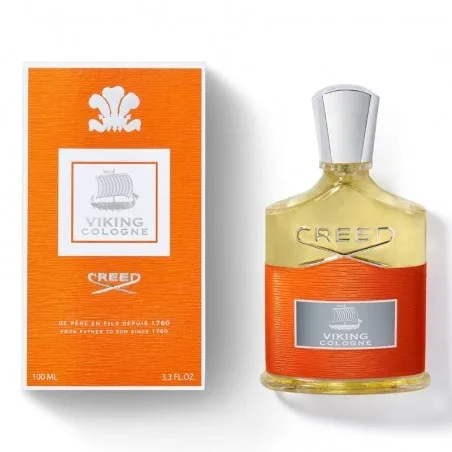 VIKING
COLOGNE
CREED
DE PÈRE EN FILS DEPUIS 1760
FROM FATHER TO SON SINCE 1760
100 ML 3.3 FL.OZ.
CREED
VIKING
COLOGNE